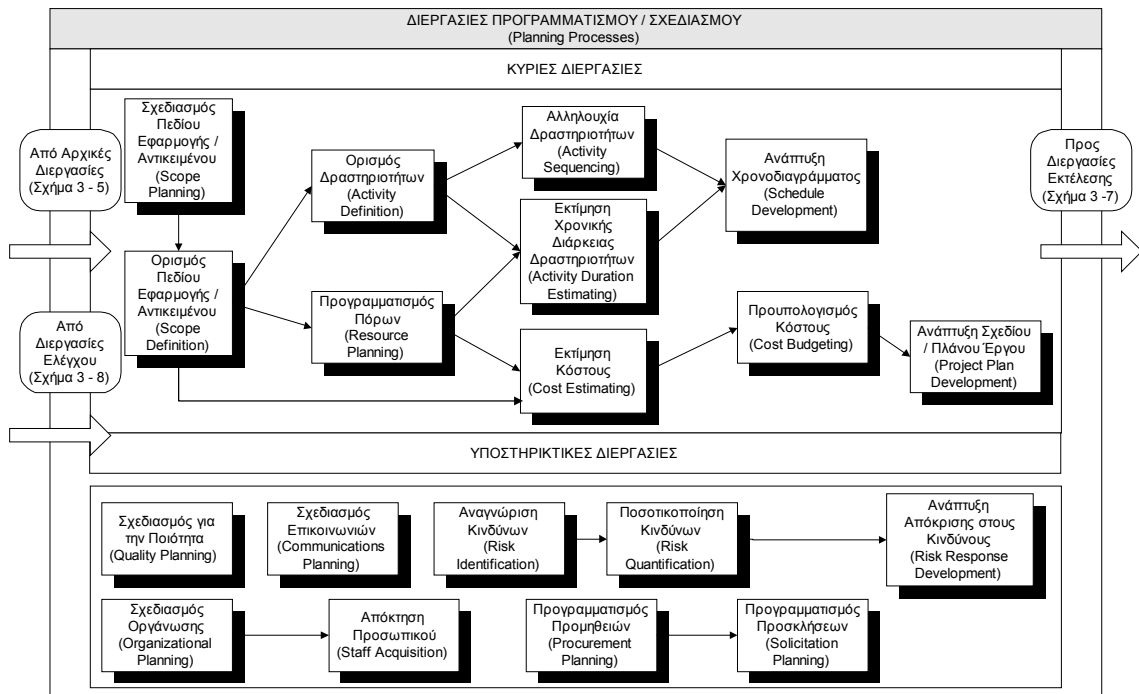 ΔΙΕΡΓΑΣΙΕΣ ΠΡΟΓΡΑΜΜΑΤΙΣΜΟΥ / ΣΧΕΔΙΑΣΜΟΥ
(Planning Processes)
ΚΥΡΙΕΣ ΔΙΕΡΓΑΣΙΕΣ
Από Αρχικές
Διεργασίες
(Σχήμα 3 - 5)
Από
Διεργασίες
Ελέγχου
(Σχήμα 3 - 8)
Σχεδιασμός
Πεδίου
Εφαρμογής /
Αντικειμένου
(Scope
Planning)
Ορισμός
Πεδίου
Εφαρμογής /
Αντικειμένου
(Scope
Definition)
Ορισμός
Δραστηριοτήτων
(Activity
Definition)
Προγραμματισμός
Πόρων
(Resource
Planning)
Αλληλουχία
Δραστηριοτήτων
(Activity
Sequencing)
Εκτίμηση
Χρονικής
Διάρκειας
Δραστηριοτήτων
(Activity Duration
Estimating)
Εκτίμηση
Κόστους
(Cost Estimating)
Ανάπτυξη
Χρονοδιαγράμματος
(Schedule
Development)
Προυπολογισμός
Κόστους
(Cost Budgeting)
Ανάπτυξη Σχεδίου
/ Πλάνου Έργου
(Project Plan
Development)
Προς
Διεργασίες
Εκτέλεσης
(Σχήμα 3 -7)
ΥΠΟΣΤΗΡΙΚΤΙΚΕΣ ΔΙΕΡΓΑΣΙΕΣ
Σχεδιασμός για
την Ποιότητα
(Quality Planning)
Σχεδιασμός
Επικοινωνιών
(Communications
Planning)
Αναγνώριση
Κινδύνων
(Risk
Identification)
Ποσοτικοποίηση
Κινδύνων
(Risk
Quantification)
Ανάπτυξη
Απόκρισης στους
Κινδύνους
(Risk Response
Development)
Σχεδιασμός
Οργάνωσης
(Organizational
Planning)
Απόκτηση
Προσωπικού
(Staff Acquisition)
Προγραμματισμός
Προμηθειών
(Procurement
Planning)
Προγραμματισμός
Προσκλήσεων
(Solicitation
Planning)